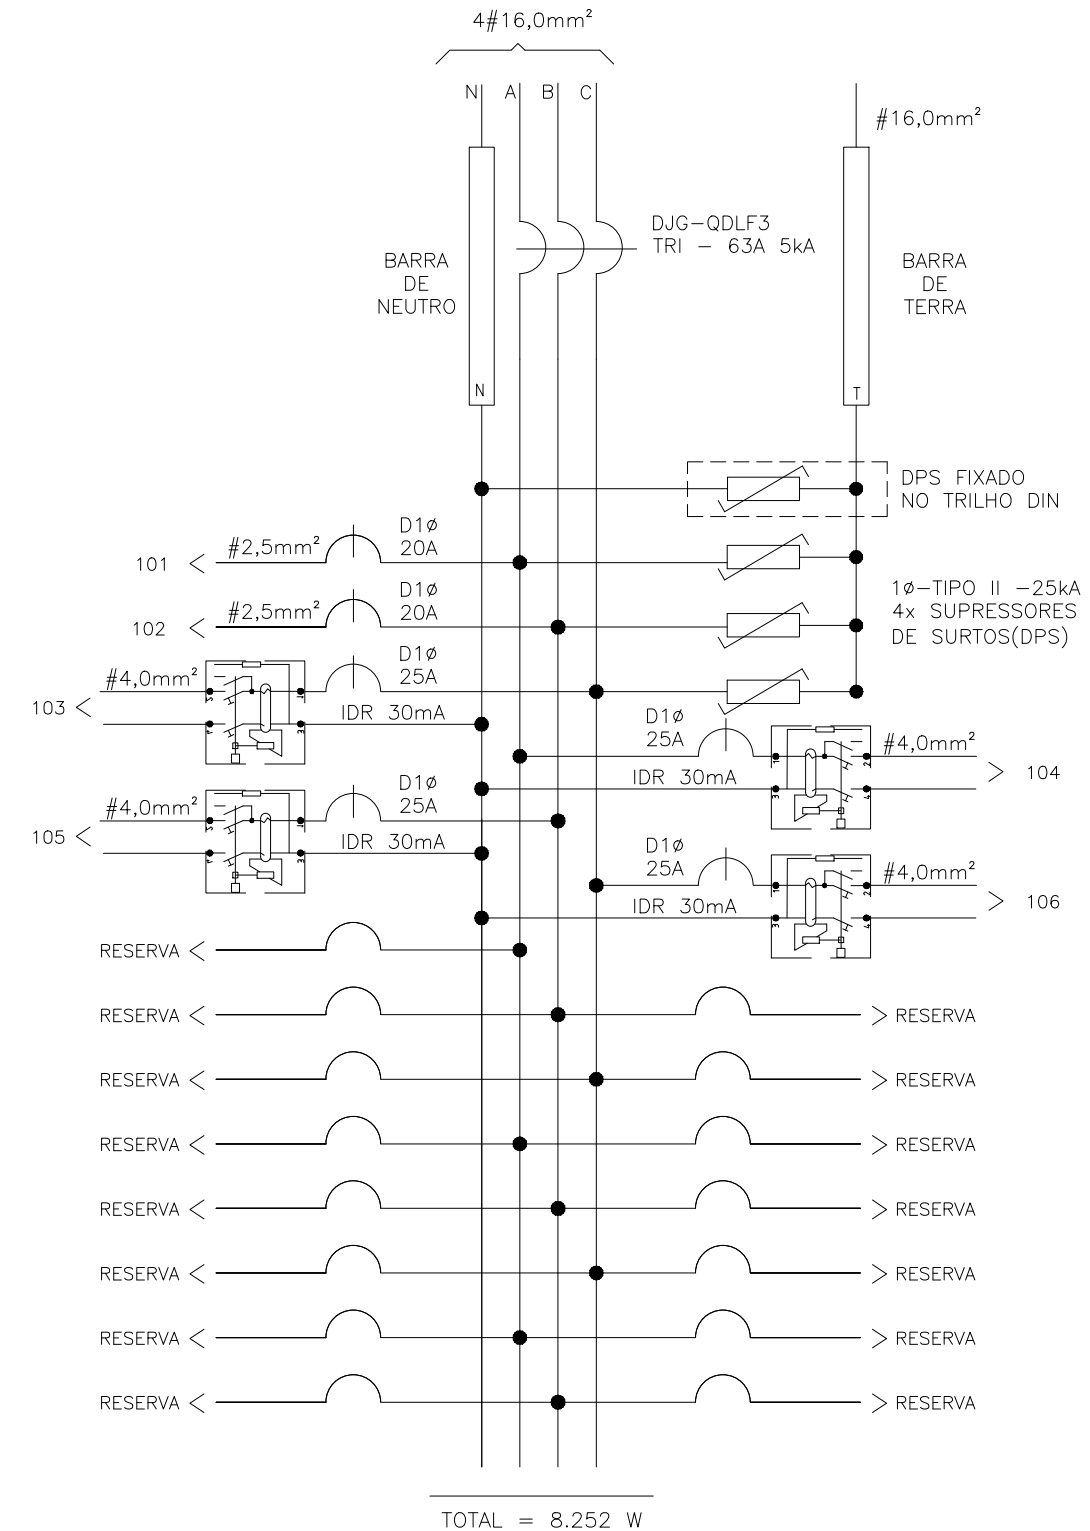 4#16,0mm²
N A B C
#16,0mm²
DJG-QDLF3
TRI - 63A 5kA
BARRA
DE
NEUTRO
BARRA
DE
TERRA
N
T
DPS FIXADO
NO TRILHO DIN
D1ø
20A
#2,5mm²
101
1ø-TIPO II -25kA
4x SUPRESSORES
DE SURTOS(DPS)
D1ø
20A
#2,5mm²
102
D1ø
25A
#4,0mm²
103
IDR 30mA
D1ø
25A
#4,0mm²
IDR 30mA
104
D1ø
25A
#4,0mm²
105
IDR 30mA
D1ø
25A
#4,0mm²
IDR 30mA
106
RESERVA
RESERVA RESERVA
RESERVA RESERVA
RESERVA RESERVA
RESERVA RESERVA
RESERVA RESERVA
RESERVA RESERVA
RESERVA RESERVA
TOTAL = 8.252 W